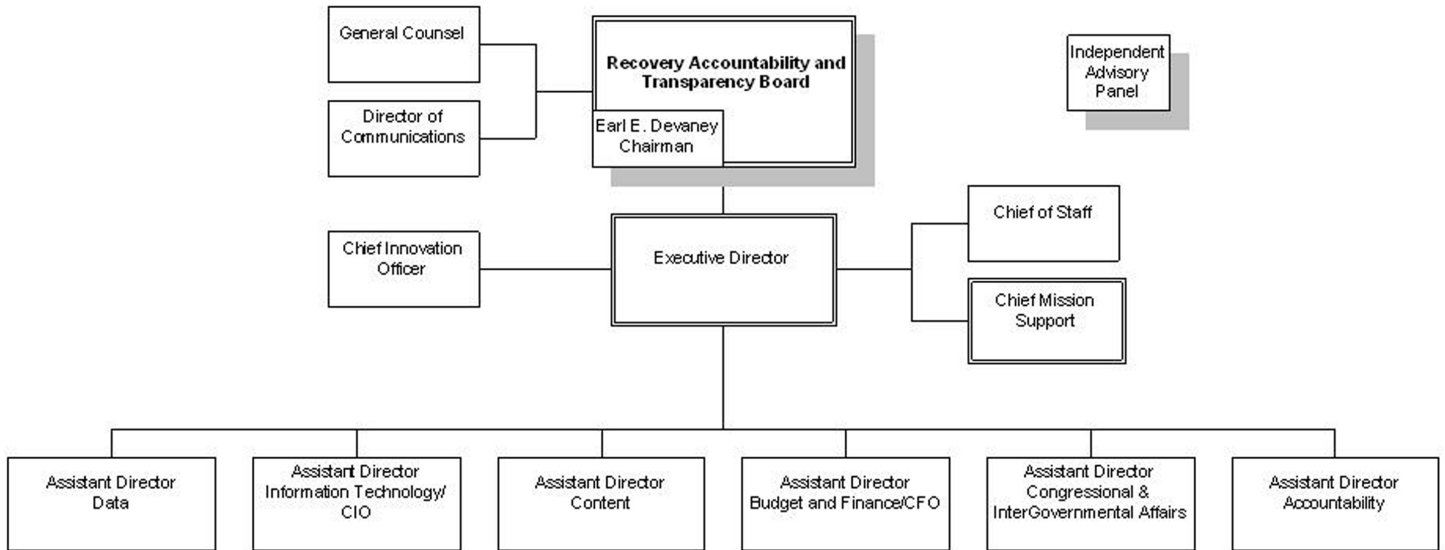 General Counsel
Recovery Accountability and
Transparency Board
Independent
Advisory
Panel
Director of
Communications
Earl E. Devaney
Chairman
Chief of Staff
Chief Innovation
Officer
Executive Director
Chief Mission
Support
Assistant Director
Data
Assistant Director
Information Technology/
CIO
Assistant Director
Content
Assistant Director
Budget and Finance/CFO
Assistant Director
Congressional &
InterGovernmental Affairs
Assistant Director
Accountability